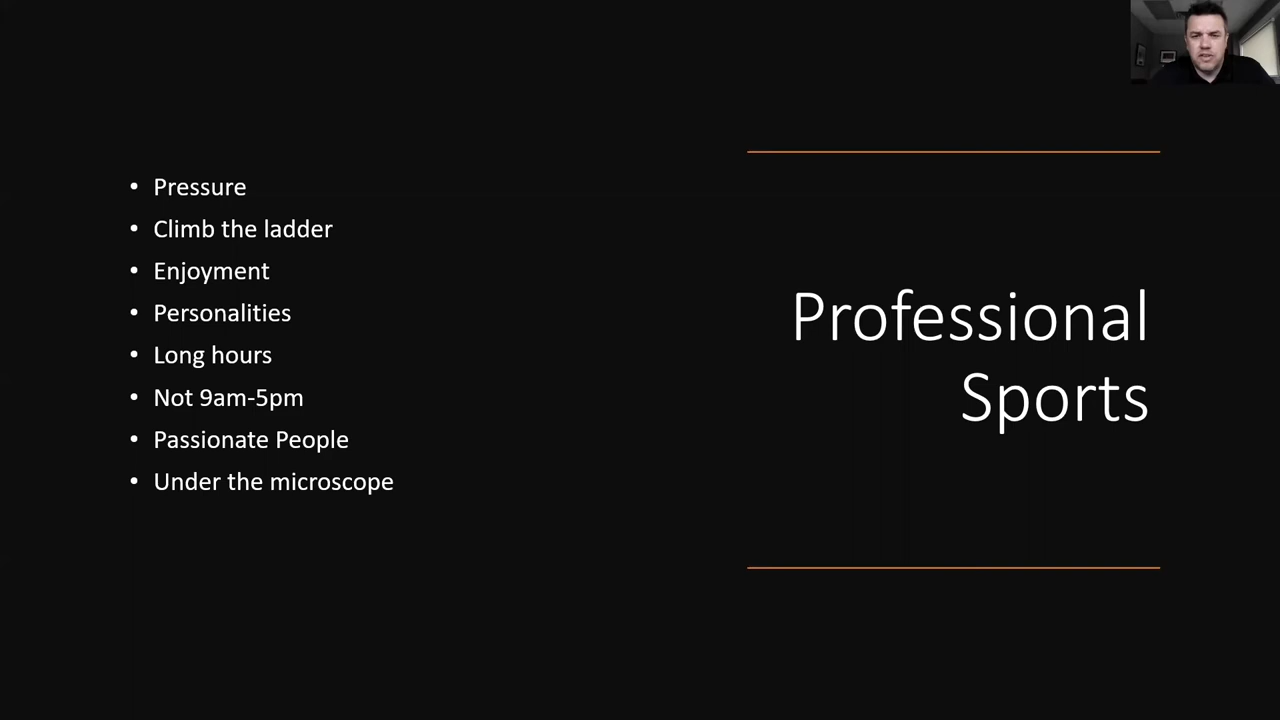 • Pressure
• Climb the ladder
• Enjoyment
• Personalities
• Long hours
• Not 9am-5pm
• Passionate People
• Under the microscope
Professional
Sports